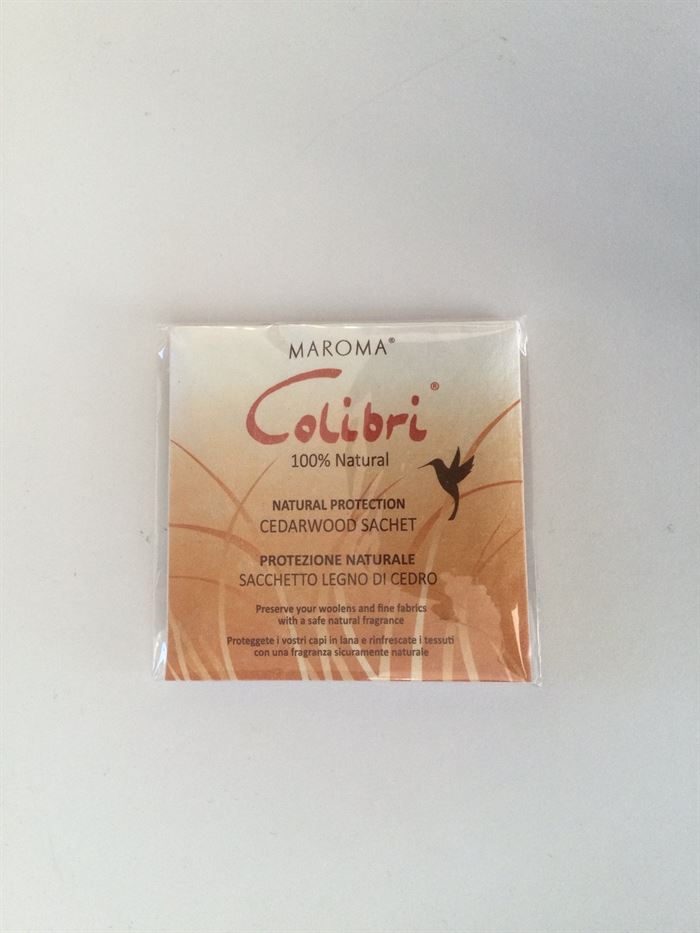 MAROMA®
Colibri®
100% Natural
NATURAL PROTECTION
CEDARWOOD SACHET
PROTEZIONE NATURALE
SACCHETTO LEGNO DI CEDRO
Preserve your woolens and fine fabrics
with a safe natural fragrance
Proteggete i vostri capi in lana e rinfrescate i tessuti
con una fragranza sicuramente naturale